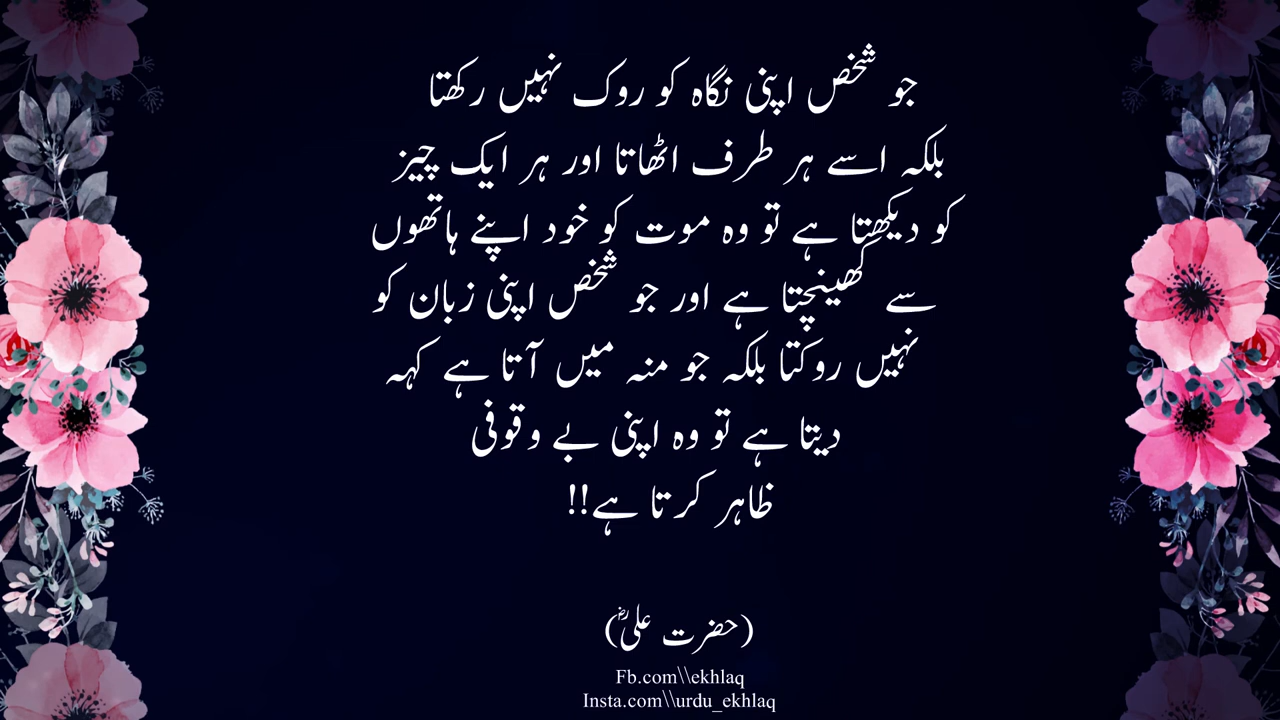 جو شخص اپنی نگاہ کو روک نہیں رکھتا
بلکہ اسے ہر طرف اٹھاتا اور ہر ایک چیز
کو دیکھتا ہے تو وہ موت کو خود اپنے ہاتھوں
سے کھینچتا ہے اور جو شخص اپنی زبان کو
نہیں روکتا بلکہ جو منہ میں آتا ہے کہہ
دیتا ہے تو وہ اپنی بے وقوفی
ظاہر کرتا ہے!!
(حضرت علیؓ)
Fb.com\\ekhlaq
Insta.com\\urdu_ekhlaq